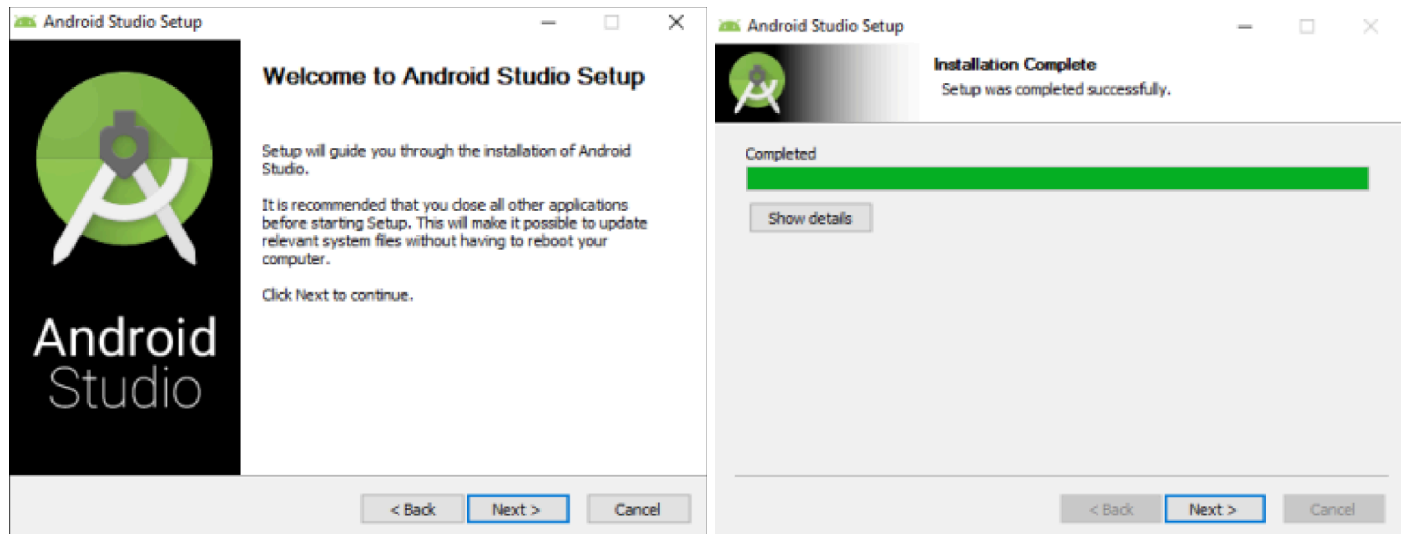 Android Studio Setup
Welcome to Android Studio Setup
Setup will guide you through the installation of Android
Studio.
It is recommended that you close all other applications
before starting Setup. This will make it possible to update
relevant system files without having to reboot your
computer.
Click Next to continue.
Android
Studio
< Back
Next >
Cancel
Android Studio Setup
Installation Complete
Setup was completed successfully.
Completed
Show details
< Back
Next >
Cancel